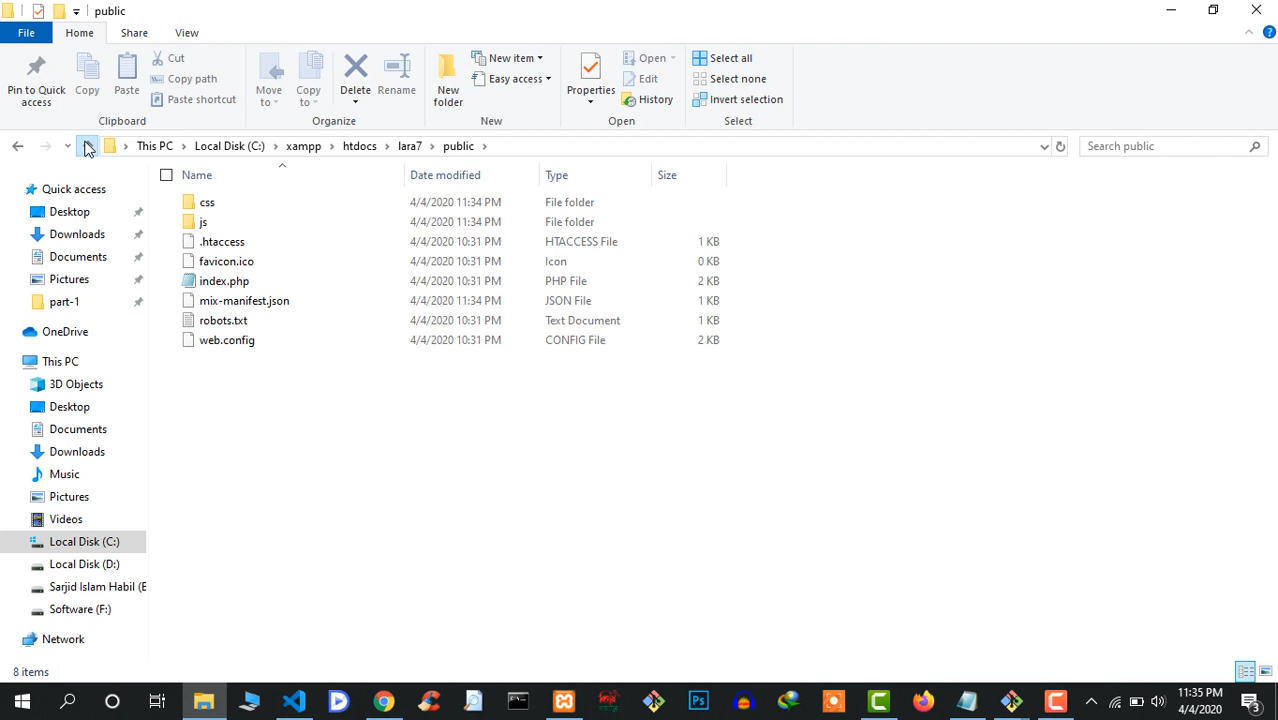 public
File Home Share View
Pin to Quick access
Copy
Paste
Cut
Copy path
Paste shortcut
Clipboard
Move to
Copy to
Delete
Rename
Organize
New folder
New item
Easy access
New
Properties
Open
Edit
History
Open
Select all
Select none
Invert selection
Select
This PC > Local Disk (C:) > xampp > htdocs > lara7 > public >
Search public
Name Date modified Type Size
css 4/4/2020 11:34 PM File folder
js 4/4/2020 11:34 PM File folder
.htaccess 4/4/2020 10:31 PM HTACCESS File 1 KB
favicon.ico 4/4/2020 10:31 PM Icon 0 KB
index.php 4/4/2020 10:31 PM PHP File 2 KB
mix-manifest.json 4/4/2020 11:34 PM JSON File 1 KB
robots.txt 4/4/2020 10:31 PM Text Document 1 KB
web.config 4/4/2020 10:31 PM CONFIG File 2 KB
Quick access
Desktop
Downloads
Documents
Pictures
part-1
OneDrive
This PC
3D Objects
Desktop
Documents
Downloads
Music
Pictures
Videos
Local Disk (C:)
Local Disk (D:)
Sarjid Islam Habil (E
Software (F:)
Network
8 items
Ps
11:35 PM
4/4/2020
3